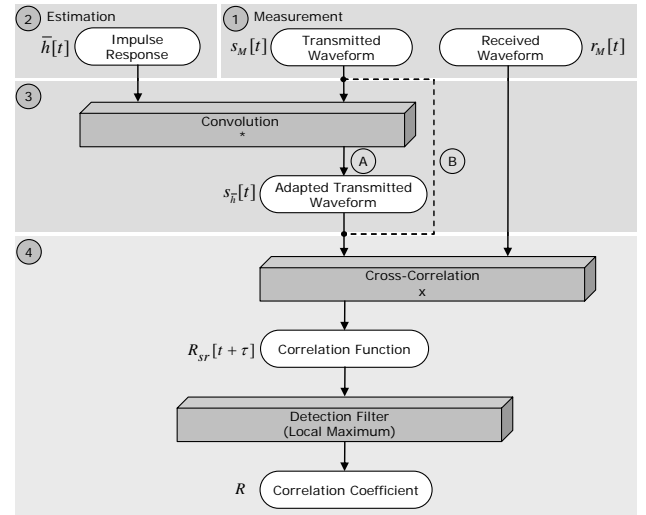 2 Estimation
1 Measurement
h̅[t]
Impulse
Response
s_M[t]
Transmitted
Waveform
Received
Waveform
r_M[t]
3
Convolution
*
A
B
s_h̅[t]
Adapted Transmitted
Waveform
4
Cross-Correlation
x
R_sr[t + τ]
Correlation Function
Detection Filter
(Local Maximum)
R
Correlation Coefficient